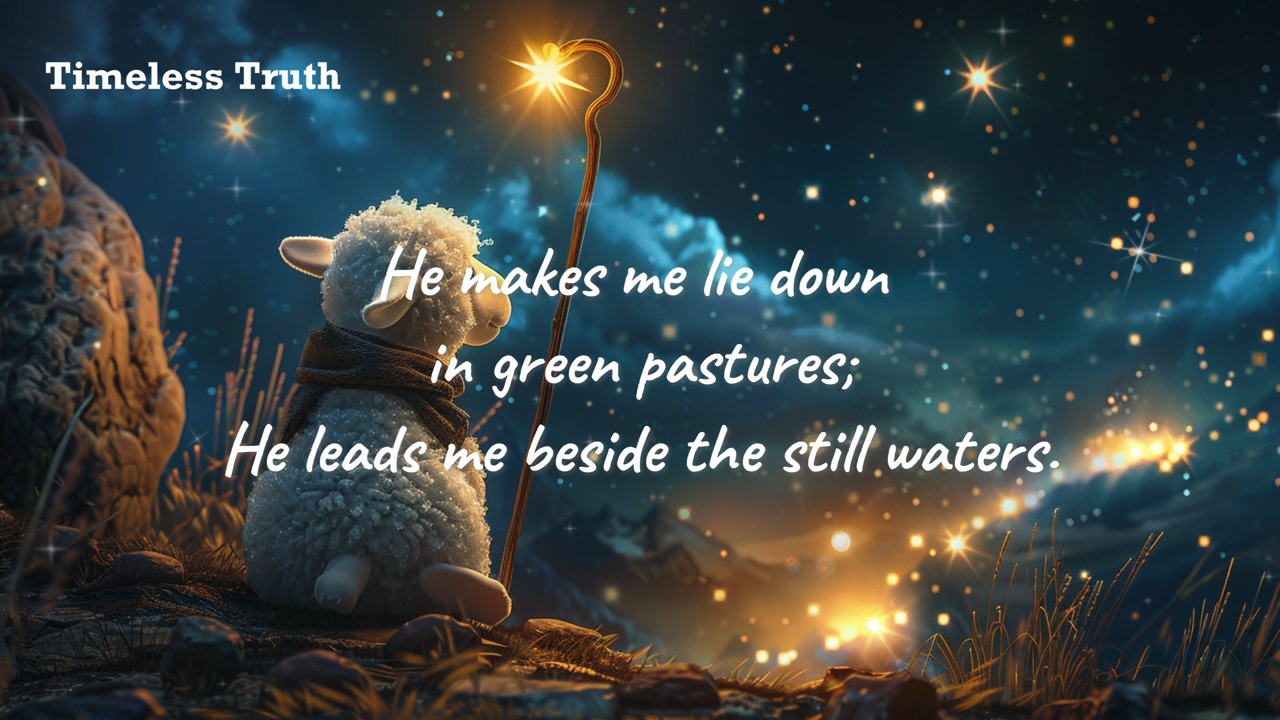 Timeless Truth
He makes me lie down
in green pastures;
He leads me beside the still waters.